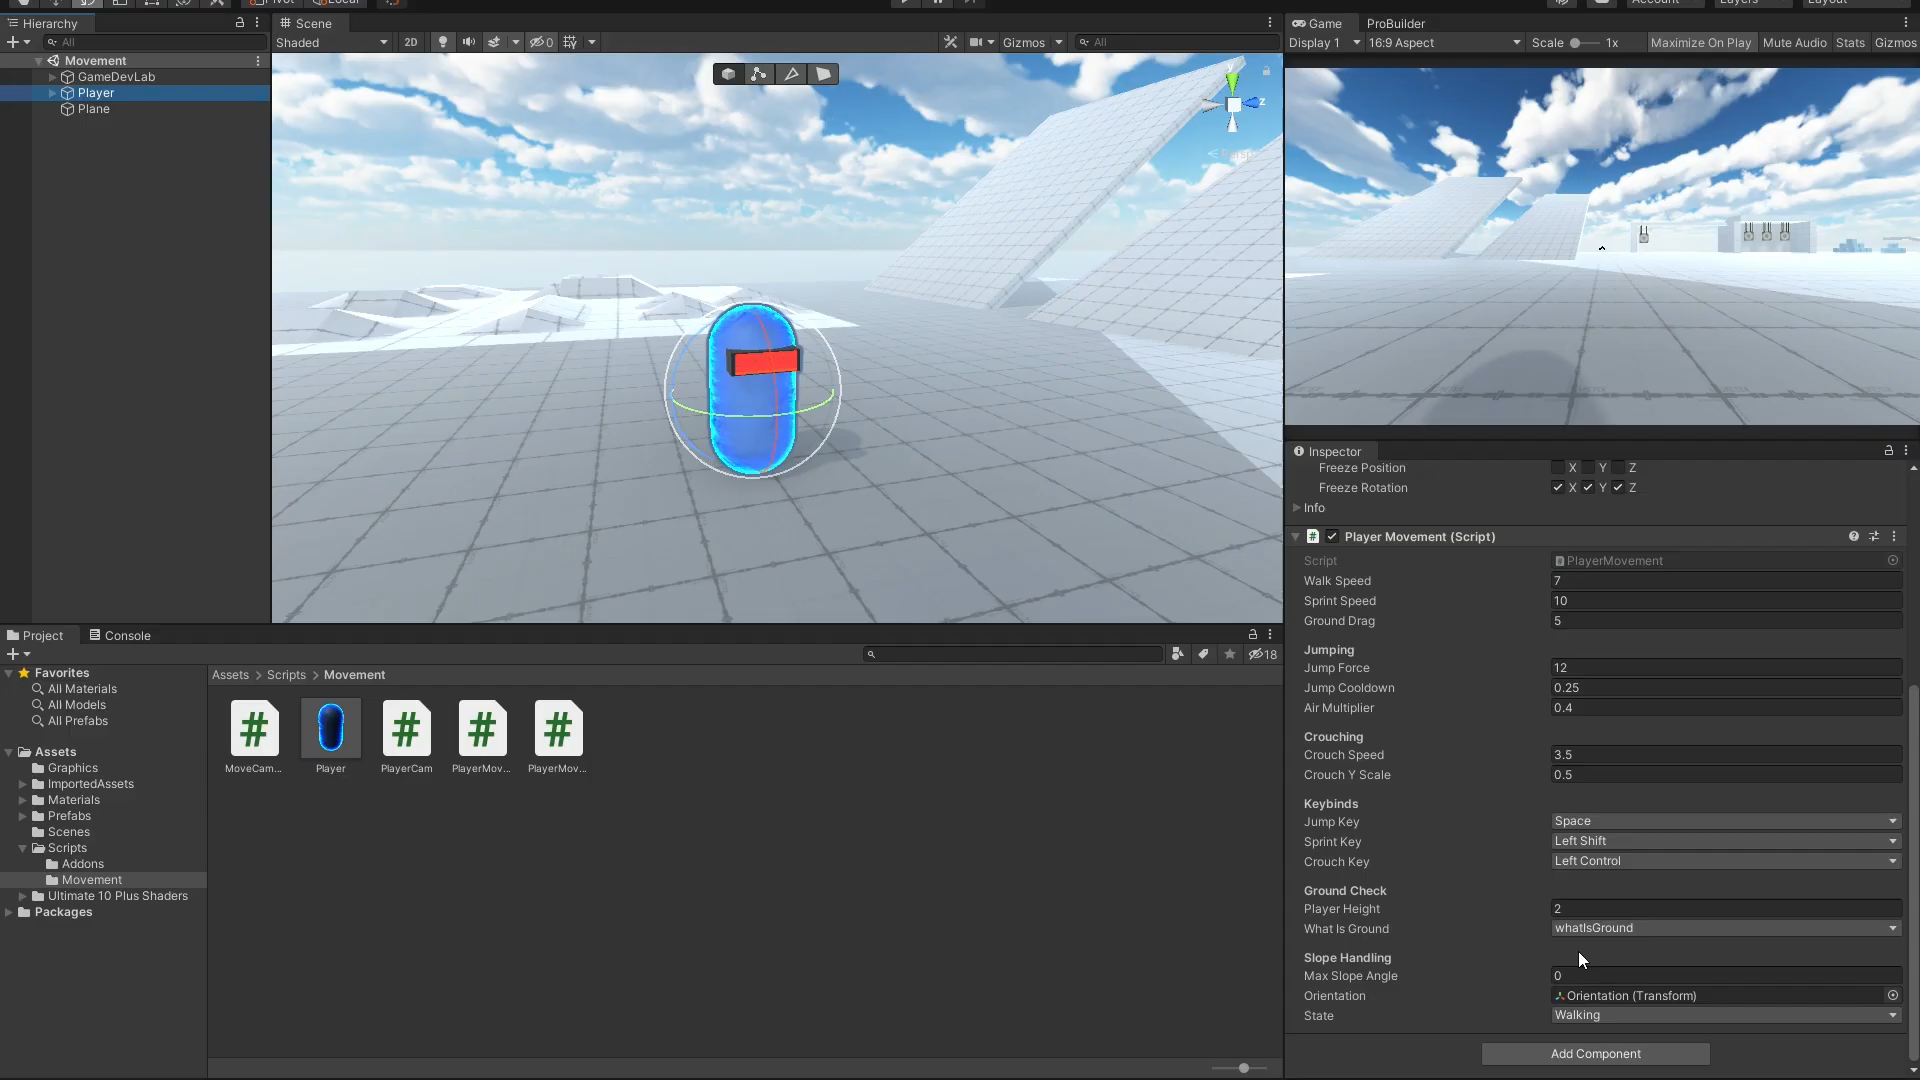 Pivot Local Account Layers Layout
Hierarchy
All
Movement
GameDevLab
Player
Plane
Scene
Shaded 2D 0 Gizmos All
y
z
Persp
Game ProBuilder
Display 1 16:9 Aspect Scale 1x Maximize On Play Mute Audio Stats Gizmos
Inspector
Freeze Position X Y Z
Freeze Rotation X Y Z
Info
Player Movement (Script)
Script PlayerMovement
Walk Speed 7
Sprint Speed 10
Ground Drag 5
Jumping
Jump Force 12
Jump Cooldown 0.25
Air Multiplier 0.4
Crouching
Crouch Speed 3.5
Crouch Y Scale 0.5
Keybinds
Jump Key Space
Sprint Key Left Shift
Crouch Key Left Control
Ground Check
Player Height 2
What Is Ground whatIsGround
Slope Handling
Max Slope Angle 0
Orientation Orientation (Transform)
State Walking
Add Component
Project Console
18
Favorites
All Materials
All Models
All Prefabs
Assets
Graphics
ImportedAssets
Materials
Prefabs
Scenes
Scripts
Addons
Movement
Ultimate 10 Plus Shaders
Packages
Assets > Scripts > Movement
# # # #
MoveCam... Player PlayerCam PlayerMov... PlayerMov...